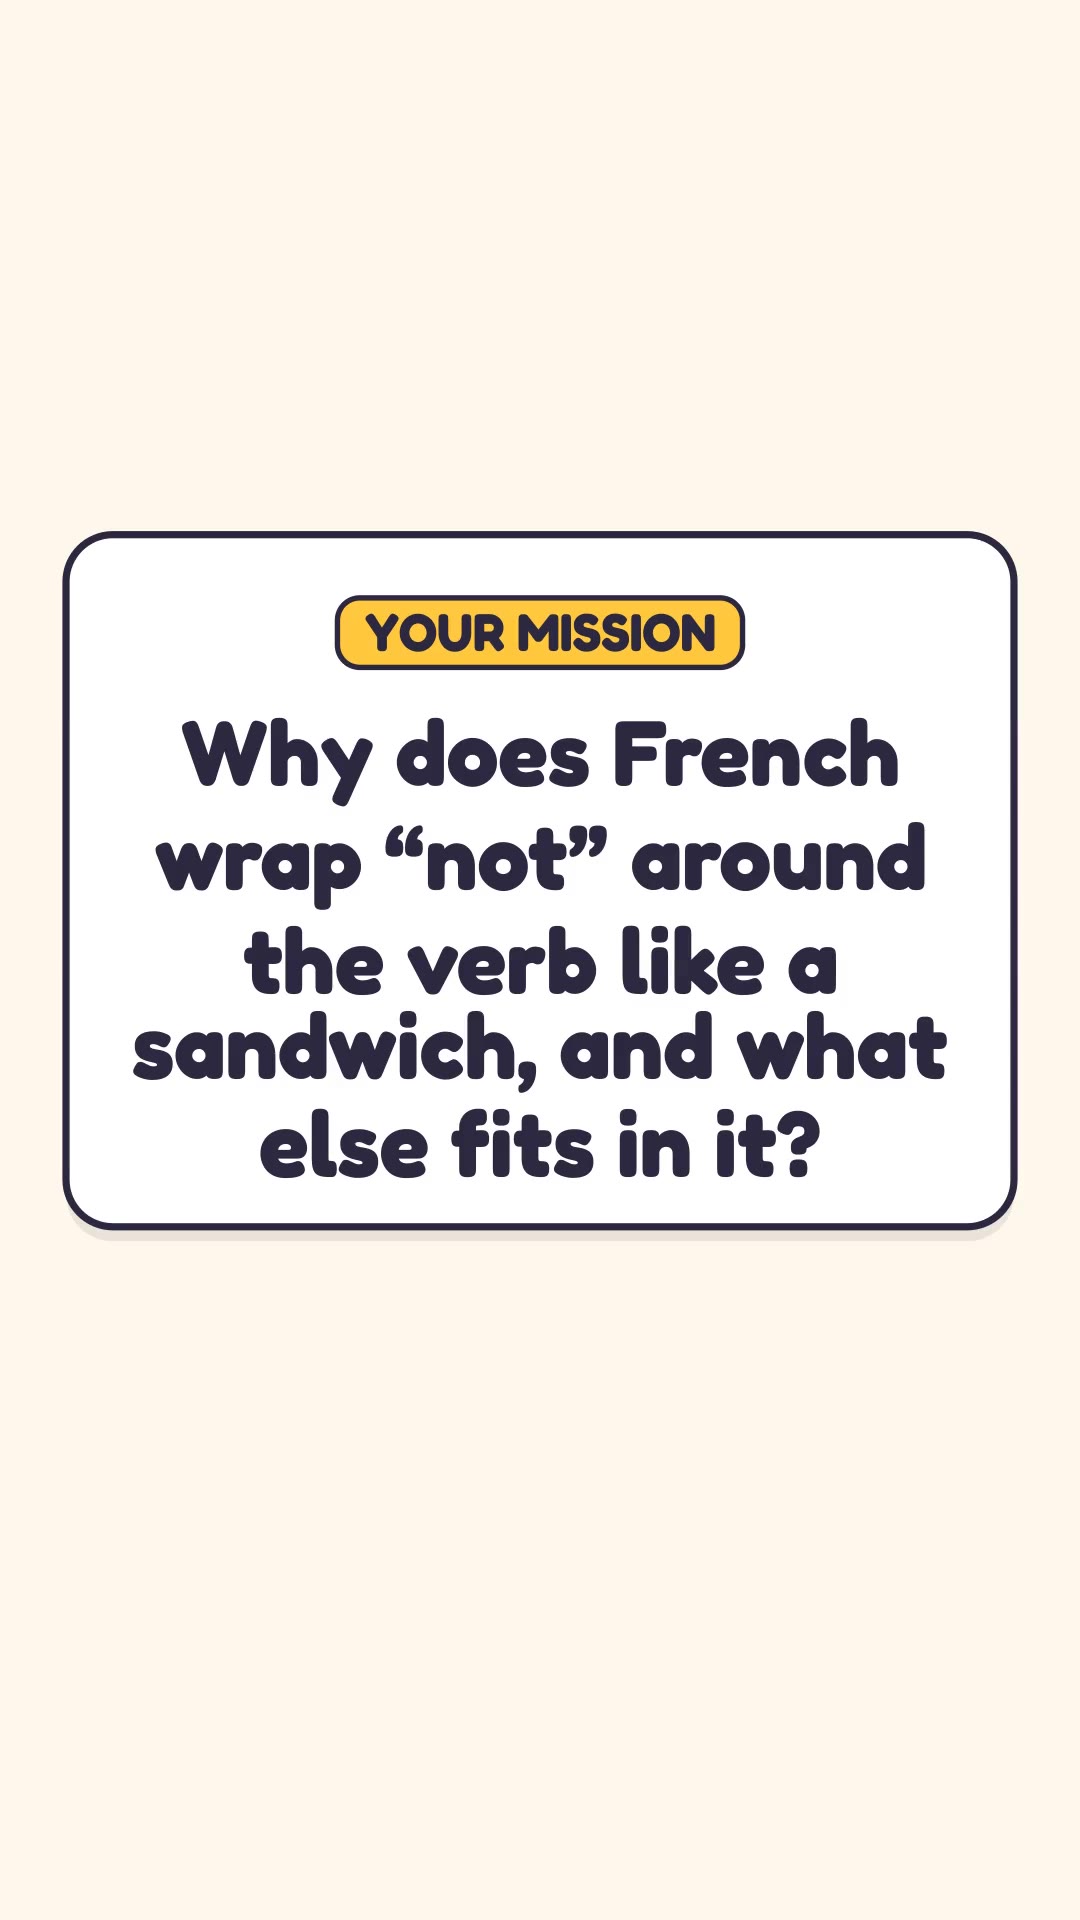 YOUR MISSION
Why does French
wrap “not” around
the verb like a
sandwich, and what
else fits in it?